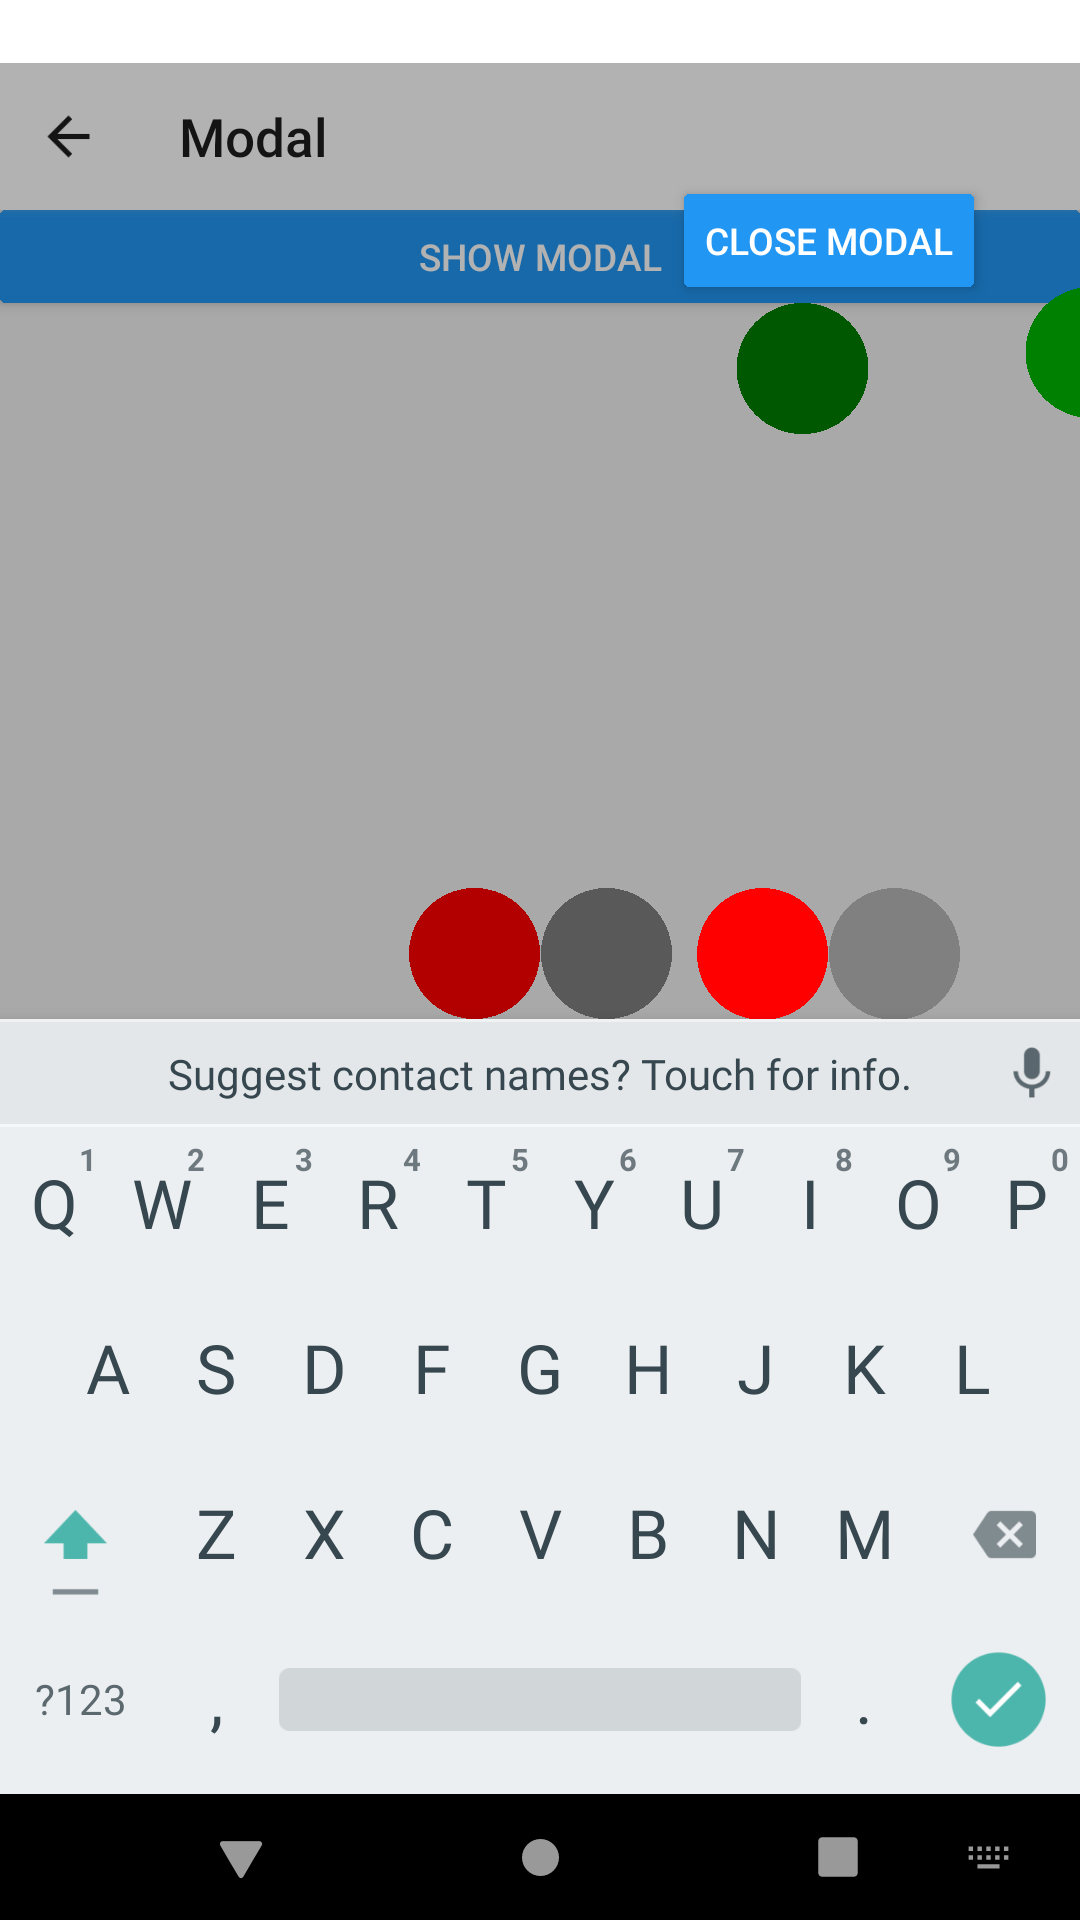 Modal
SHOW MODAL
CLOSE MODAL
Suggest contact names? Touch for info.
1 2 3 4 5 6 7 8 9 0
Q W E R T Y U I O P
A S D F G H J K L
Z X C V B N M
?123 , .